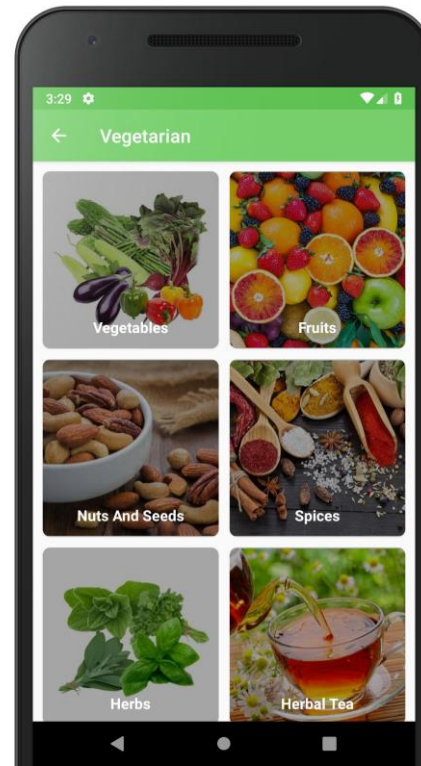 3:29
Vegetarian
Vegetables
Fruits
Nuts And Seeds
Spices
Herbs
Herbal Tea